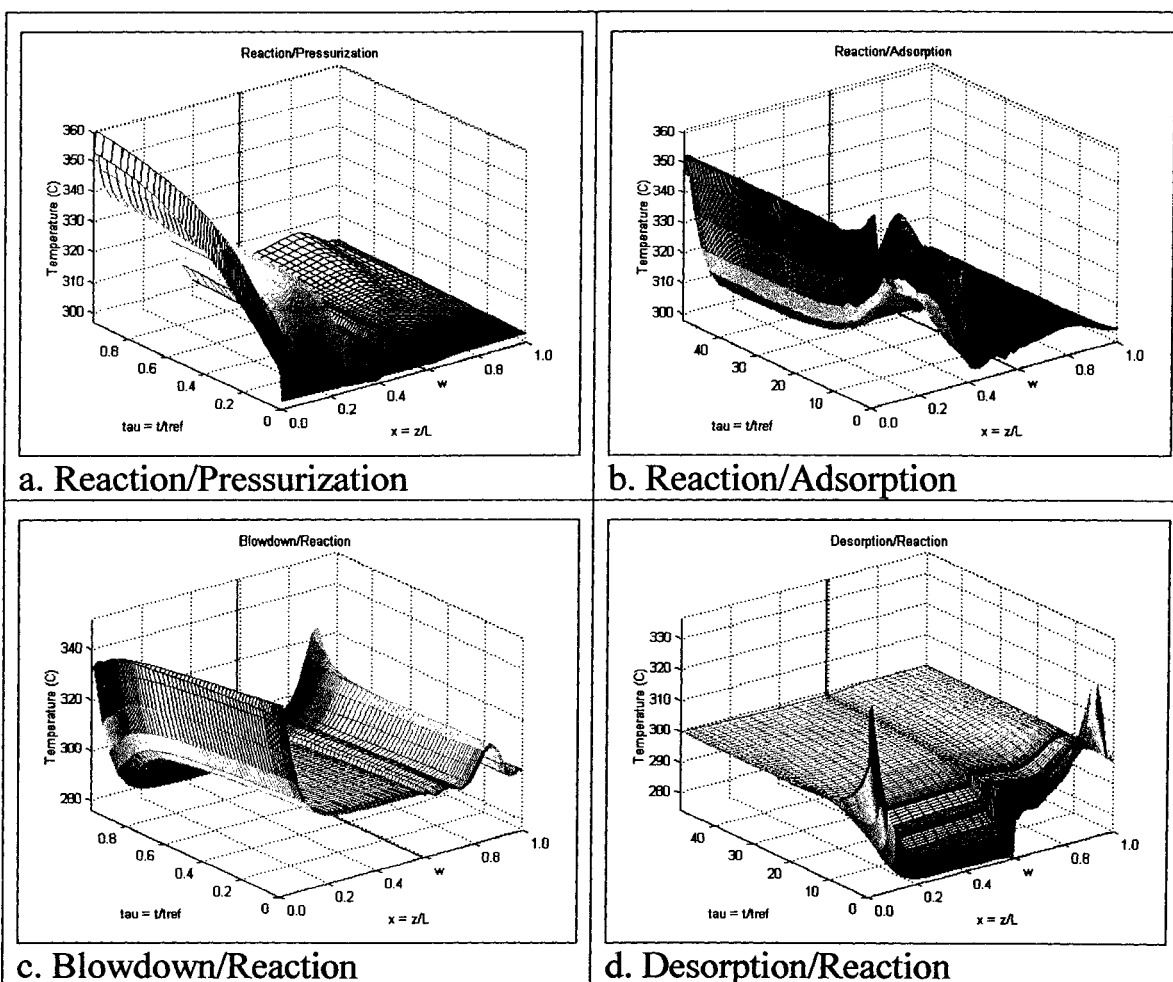 Reaction/Pressurization
360
350
340
330
320
310
300
Temperature (C)
0.8
0.6
0.4
0.2
0
tau = t/tref
0.0
0.2
0.4
w
0.8
1.0
x = z/L
a. Reaction/Pressurization
Reaction/Adsorption
360
350
340
330
320
310
300
Temperature (C)
40
30
20
10
0
tau = t/tref
0.0
0.2
0.4
w
0.8
1.0
x = z/L
b. Reaction/Adsorption
Blowdown/Reaction
340
320
300
280
Temperature (C)
0.8
0.6
0.4
0.2
0
tau = t/tref
0.0
0.2
0.4
w
0.8
1.0
x = z/L
c. Blowdown/Reaction
Desorption/Reaction
330
320
310
300
290
280
Temperature (C)
40
30
20
10
0
tau = t/tref
0.0
0.2
0.4
w
0.8
1.0
x = z/L
d. Desorption/Reaction